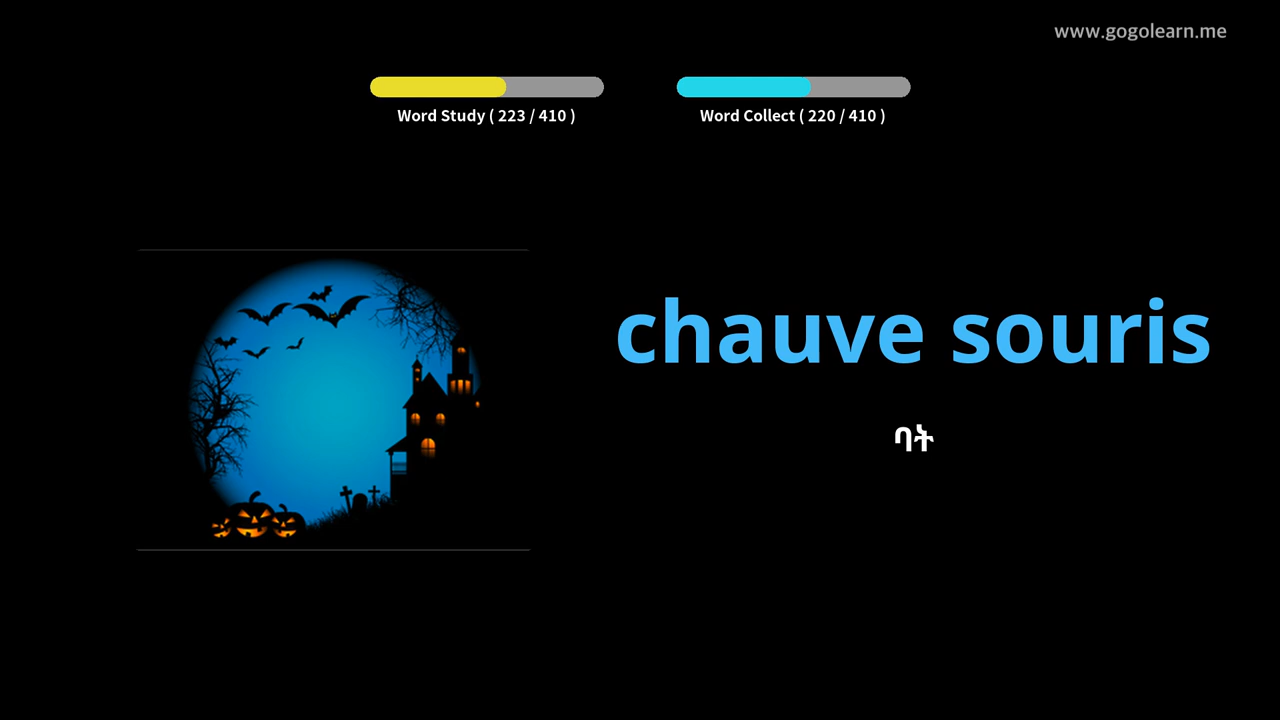 www.gogolearn.me
Word Study ( 223 / 410 )
Word Collect ( 220 / 410 )
chauve souris
ባት